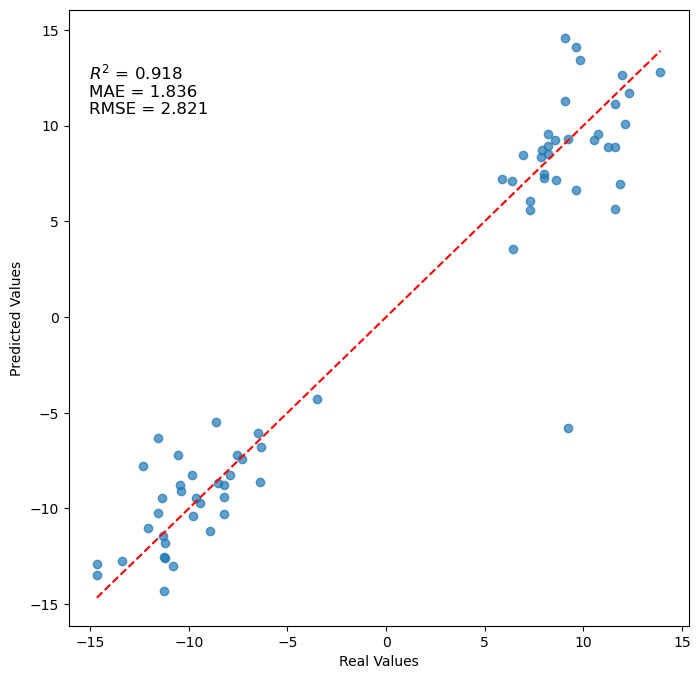 15
R² = 0.918
MAE = 1.836
RMSE = 2.821
10
5
0
−5
−10
−15
Predicted Values
−15 −10 −5 0 5 10 15
Real Values